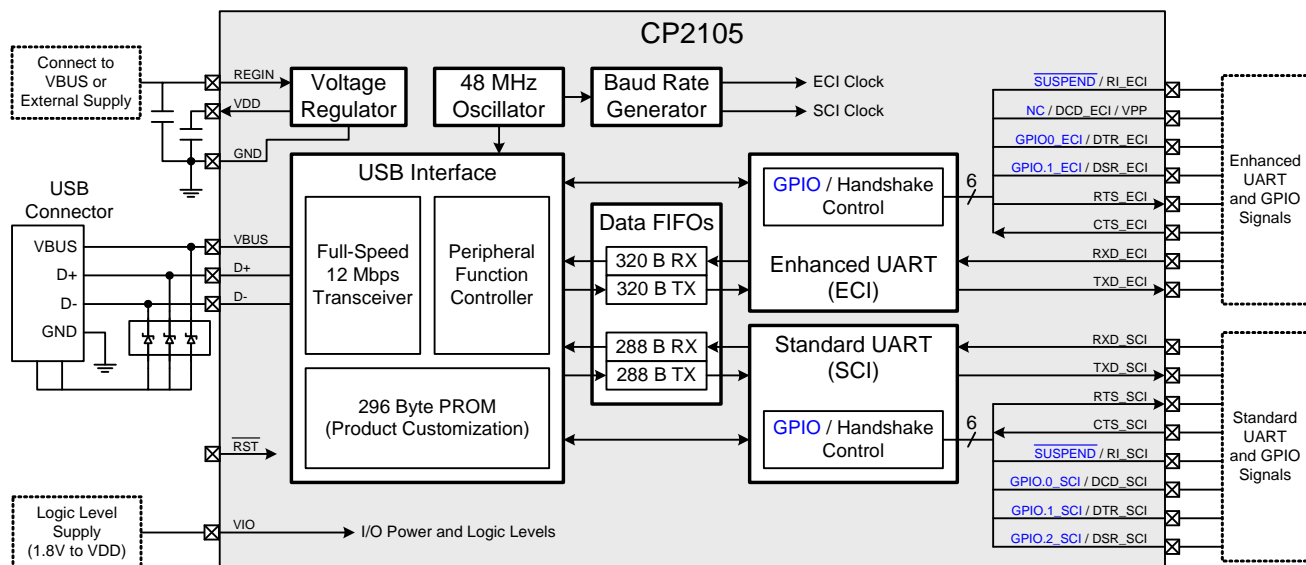 CP2105
Connect to
VBUS or
External Supply
REGIN
VDD
GND
Voltage
Regulator
48 MHz
Oscillator
Baud Rate
Generator
ECI Clock
SCI Clock
USB
Connector
VBUS
D+
D-
GND
VBUS
D+
D-
USB Interface
Full-Speed
12 Mbps
Transceiver
Peripheral
Function
Controller
296 Byte PROM
(Product Customization)
RST
Logic Level
Supply
(1.8V to VDD)
VIO
I/O Power and Logic Levels
Data FIFOs
320 B RX
320 B TX
288 B RX
288 B TX
GPIO / Handshake
Control
Enhanced UART
(ECI)
6
Standard UART
(SCI)
GPIO / Handshake
Control
6
SUSPEND / RI_ECI
NC / DCD_ECI / VPP
GPIO0_ECI / DTR_ECI
GPIO.1_ECI / DSR_ECI
RTS_ECI
CTS_ECI
RXD_ECI
TXD_ECI
Enhanced
UART
and GPIO
Signals
RXD_SCI
TXD_SCI
RTS_SCI
CTS_SCI
SUSPEND / RI_SCI
GPIO.0_SCI / DCD_SCI
GPIO.1_SCI / DTR_SCI
GPIO.2_SCI / DSR_SCI
Standard
UART
and GPIO
Signals